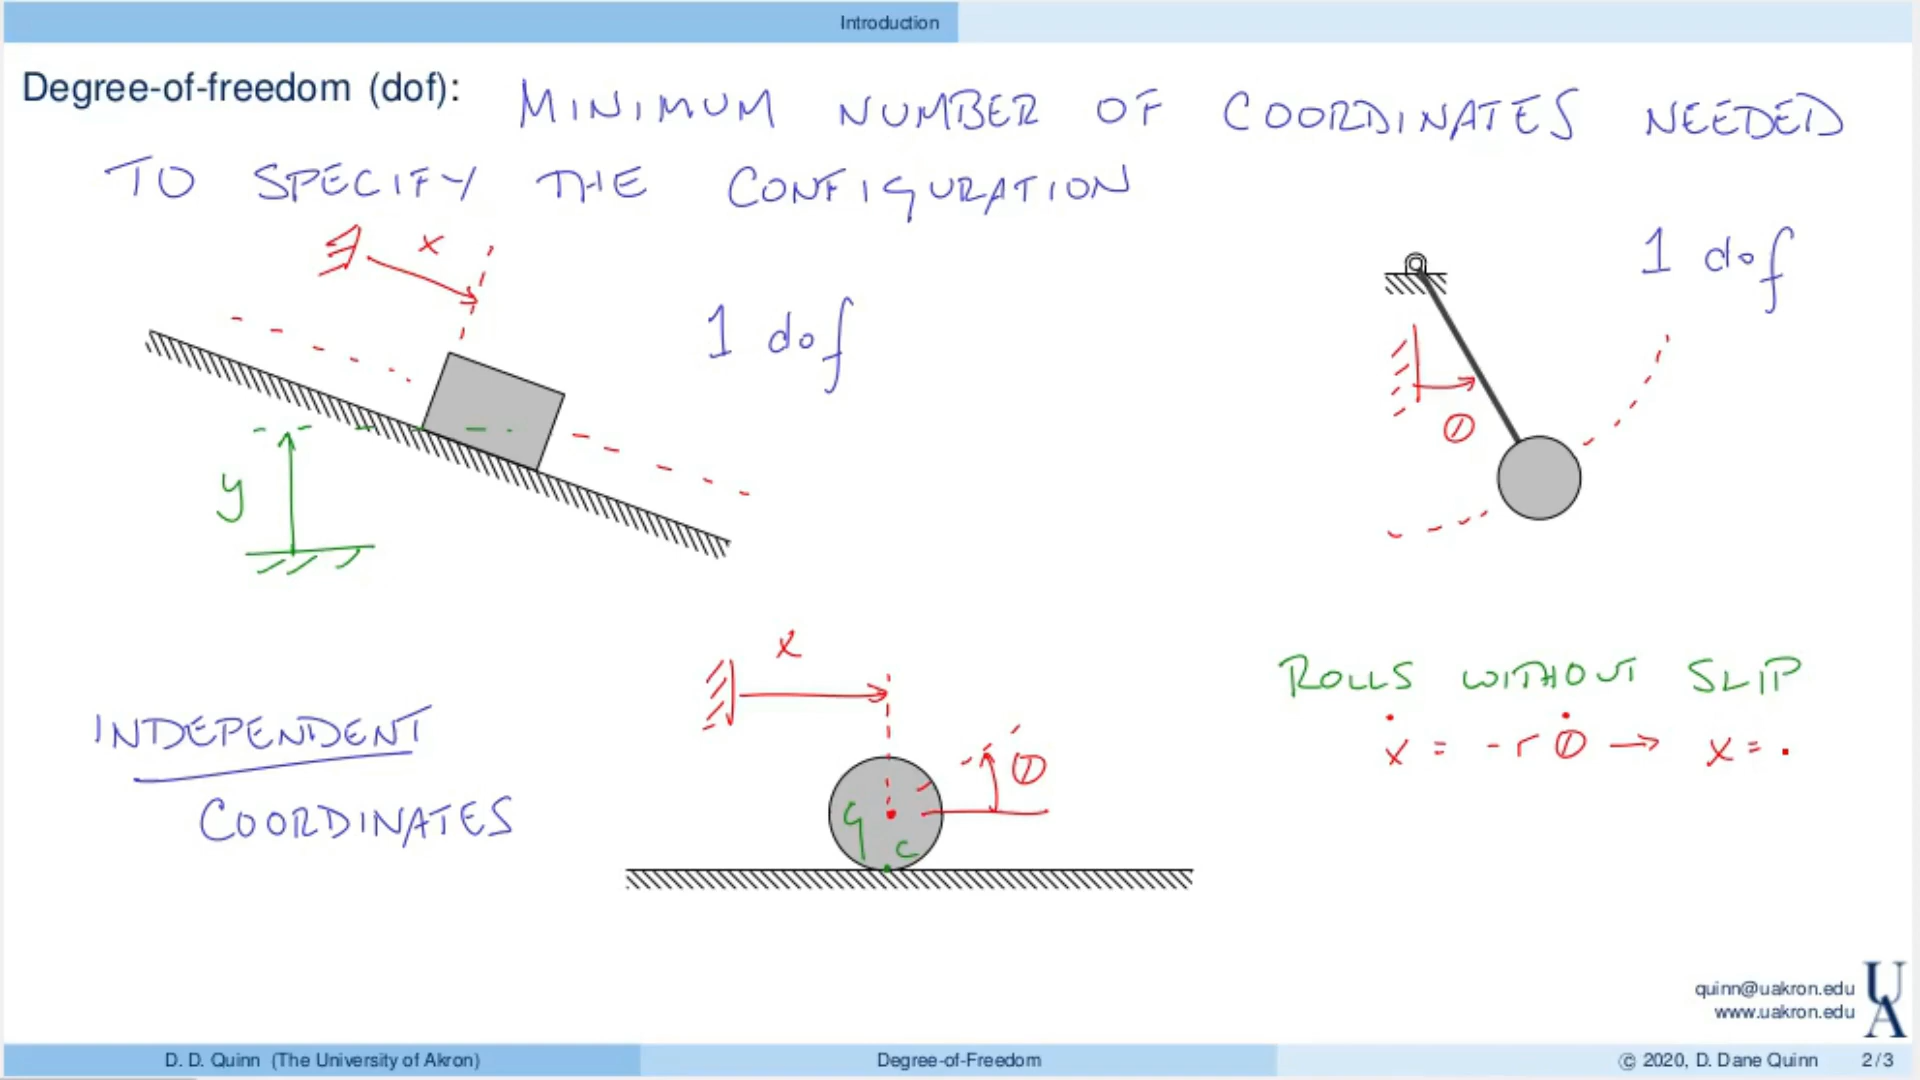 Introduction
Degree-of-freedom (dof): MINIMUM NUMBER OF COORDINATES NEEDED
TO SPECIFY THE CONFIGURATION
x
1 dof
1 dof
θ
y
x
ROLLS WITHOUT SLIP
INDEPENDENT
ẋ = -r θ̇ → x = .
θ
COORDINATES
G
C
quinn@uakron.edu
www.uakron.edu
UA
D. D. Quinn (The University of Akron)
Degree-of-Freedom
© 2020, D. Dane Quinn 2/3